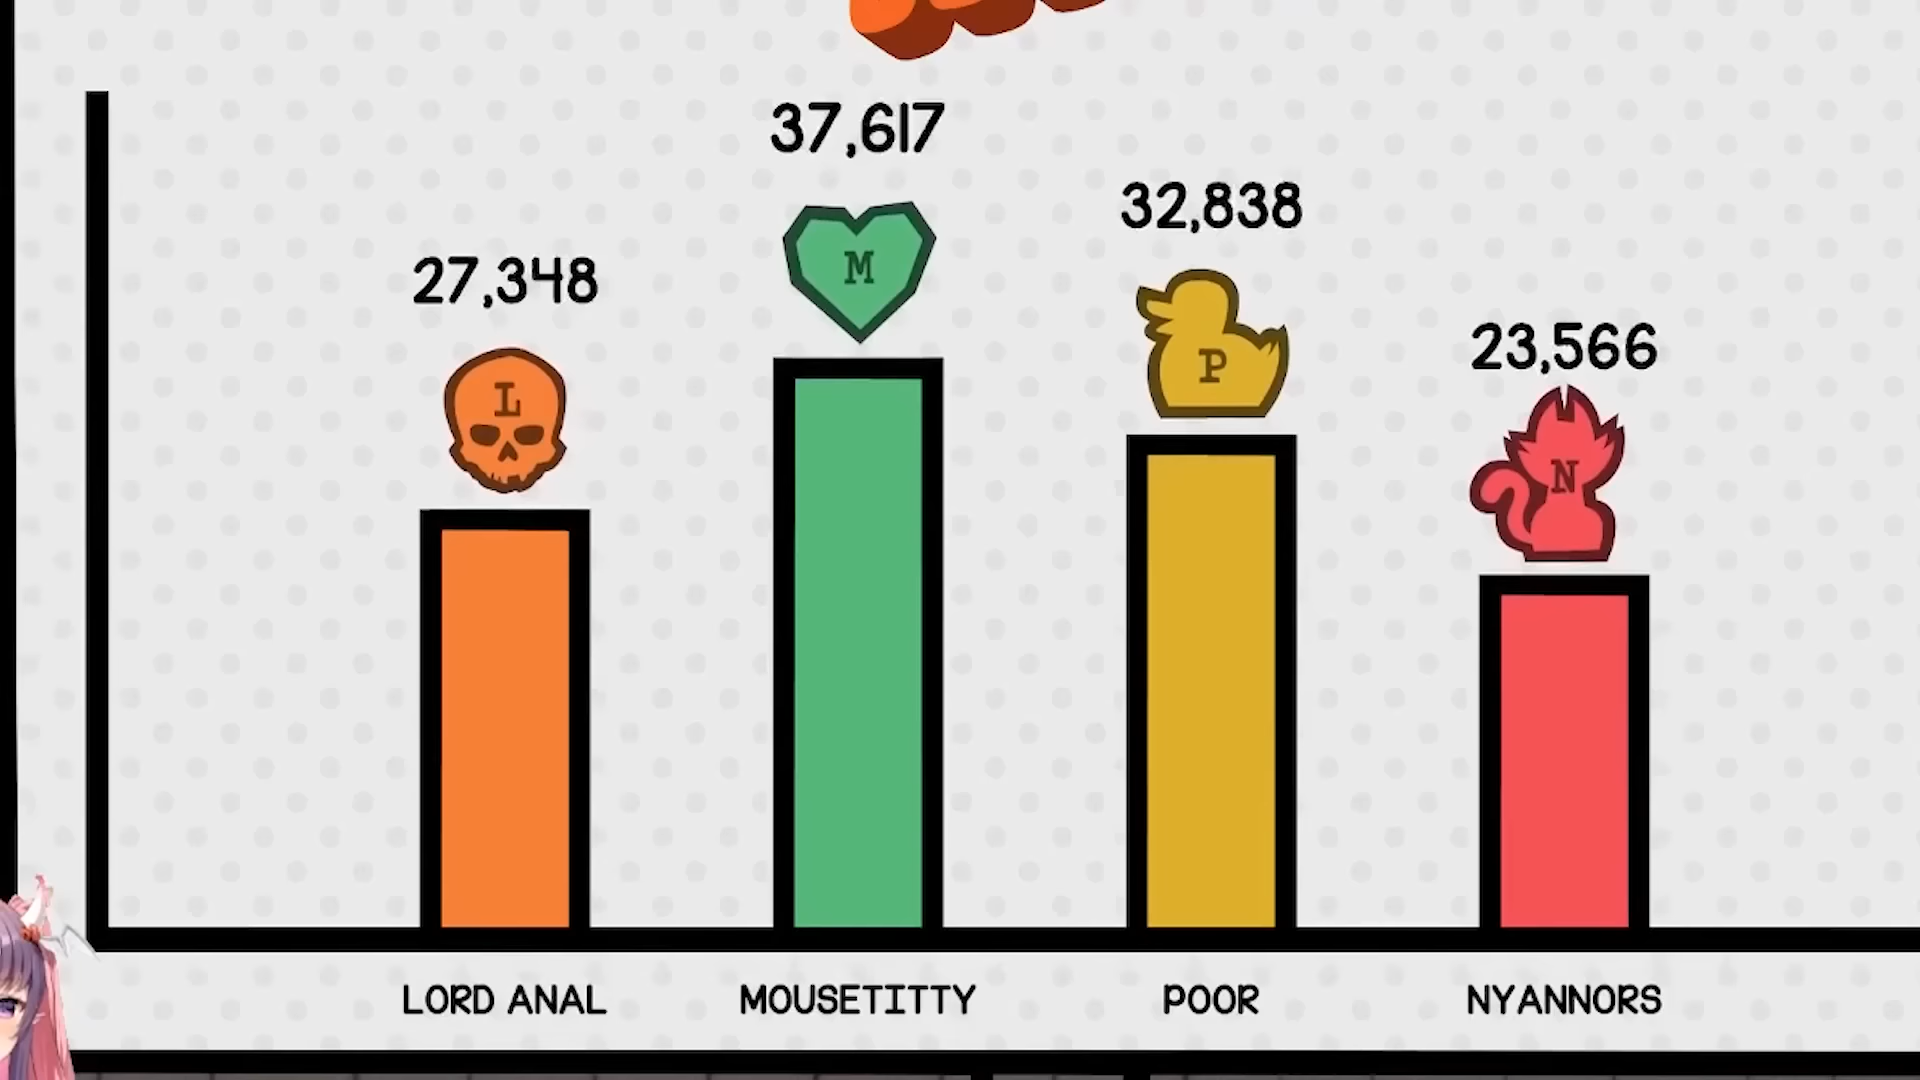 37,617
32,838
27,348
23,566
M
P
L
N
LORD ANAL MOUSETITTY POOR NYANNORS